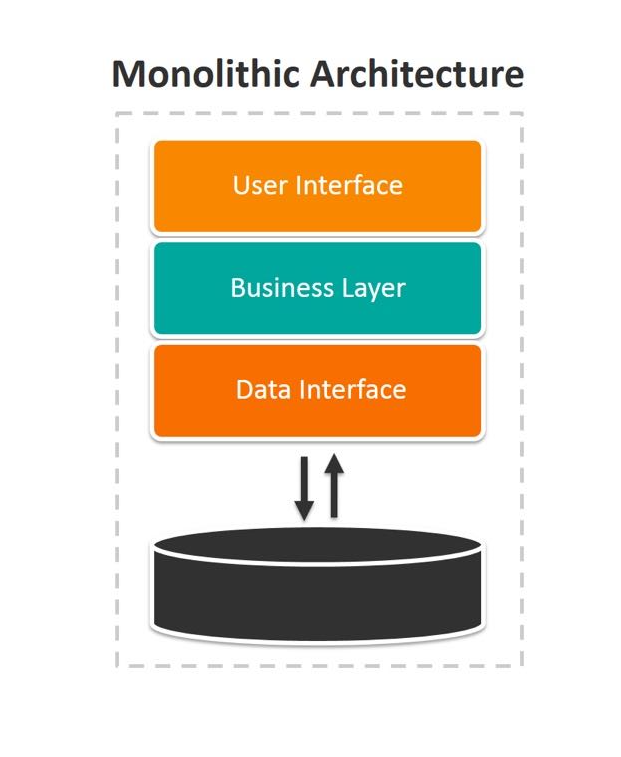 Monolithic Architecture
User Interface
Business Layer
Data Interface